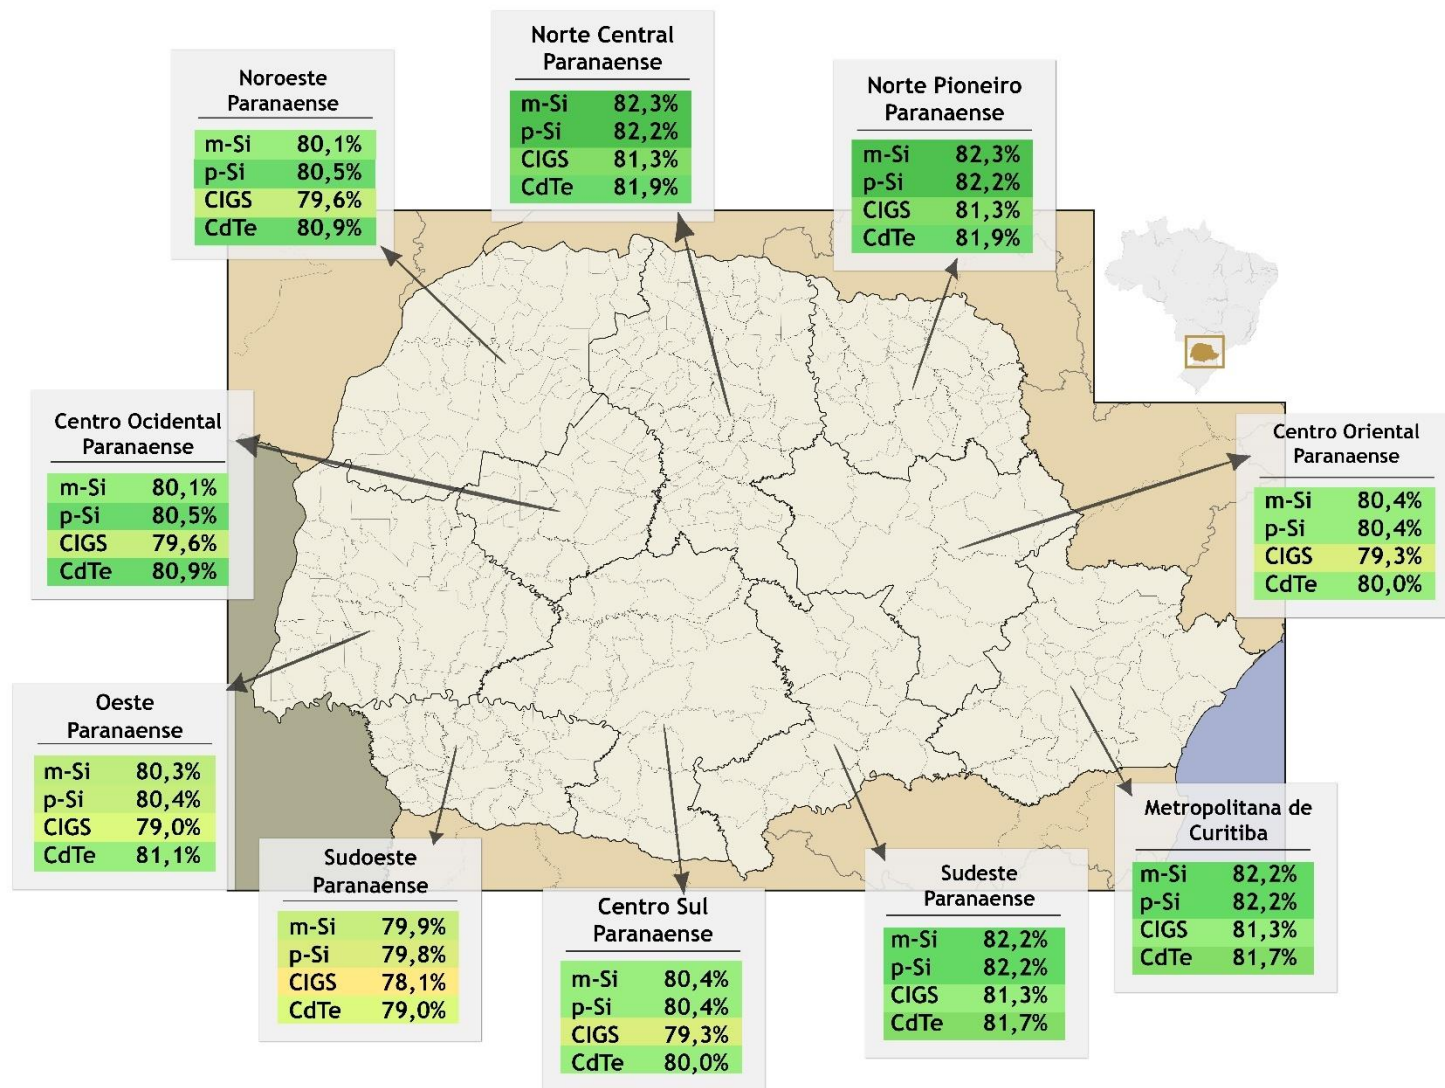 Norte Central
Paranaense
m-Si 82,3%
p-Si 82,2%
CIGS 81,3%
CdTe 81,9%
Noroeste
Paranaense
m-Si 80,1%
p-Si 80,5%
CIGS 79,6%
CdTe 80,9%
Norte Pioneiro
Paranaense
m-Si 82,3%
p-Si 82,2%
CIGS 81,3%
CdTe 81,9%
Centro Ocidental
Paranaense
m-Si 80,1%
p-Si 80,5%
CIGS 79,6%
CdTe 80,9%
Centro Oriental
Paranaense
m-Si 80,4%
p-Si 80,4%
CIGS 79,3%
CdTe 80,0%
Oeste
Paranaense
m-Si 80,3%
p-Si 80,4%
CIGS 79,0%
CdTe 81,1%
Sudoeste
Paranaense
m-Si 79,9%
p-Si 79,8%
CIGS 78,1%
CdTe 79,0%
Centro Sul
Paranaense
m-Si 80,4%
p-Si 80,4%
CIGS 79,3%
CdTe 80,0%
Sudeste
Paranaense
m-Si 82,2%
p-Si 82,2%
CIGS 81,3%
CdTe 81,7%
Metropolitana de
Curitiba
m-Si 82,2%
p-Si 82,2%
CIGS 81,3%
CdTe 81,7%